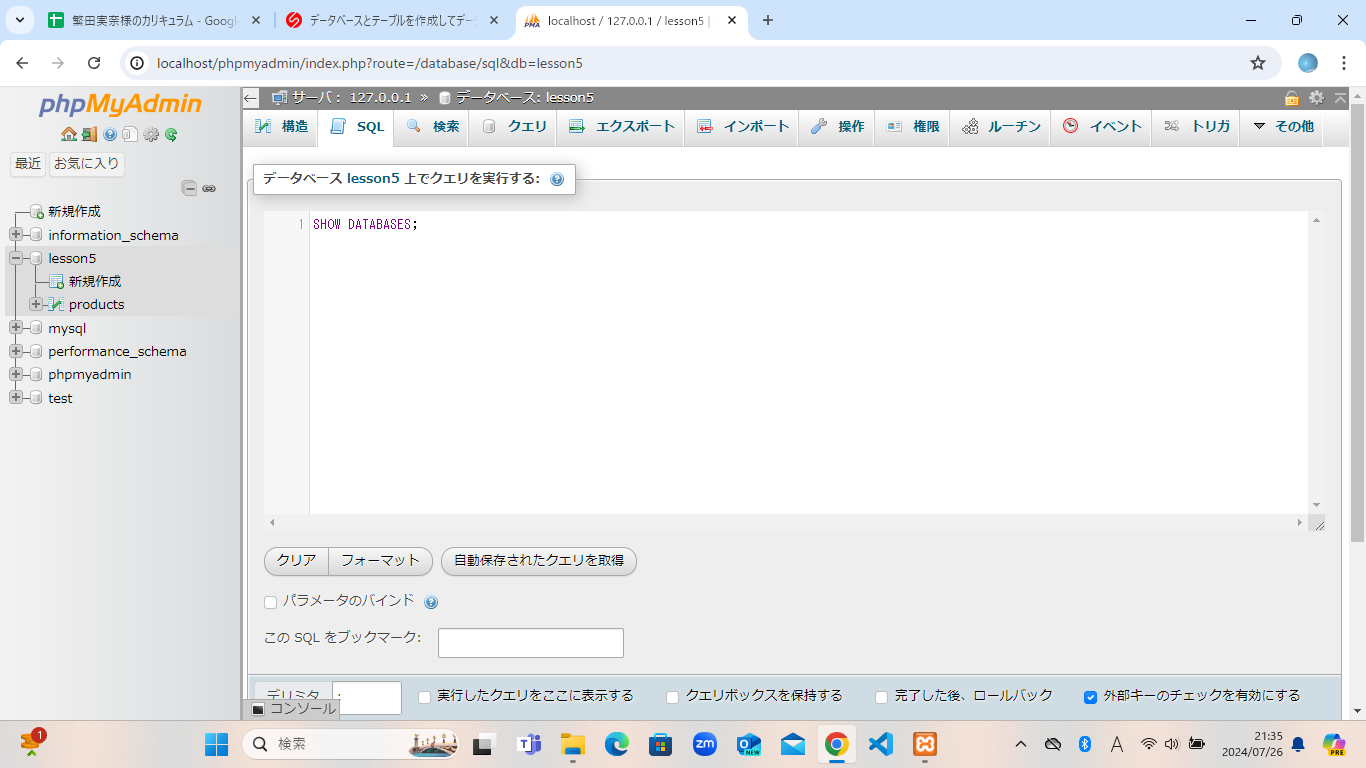 繁田実奈様のカリキュラム - Google
データベースとテーブルを作成してデー
localhost / 127.0.0.1 / lesson5 |
localhost/phpmyadmin/index.php?route=/database/sql&db=lesson5
phpMyAdmin
最近
お気に入り
新規作成
information_schema
lesson5
新規作成
products
mysql
performance_schema
phpmyadmin
test
サーバ: 127.0.0.1 » データベース: lesson5
構造
SQL
検索
クエリ
エクスポート
インポート
操作
権限
ルーチン
イベント
トリガ
その他
データベース lesson5 上でクエリを実行する:
1 SHOW DATABASES;
クリア
フォーマット
自動保存されたクエリを取得
パラメータのバインド
この SQL をブックマーク:
デリミタ ;
実行したクエリをここに表示する
クエリボックスを保持する
完了した後、ロールバック
外部キーのチェックを有効にする
コンソール
1
検索
zm
NEW
A
21:35
2024/07/26
PRE